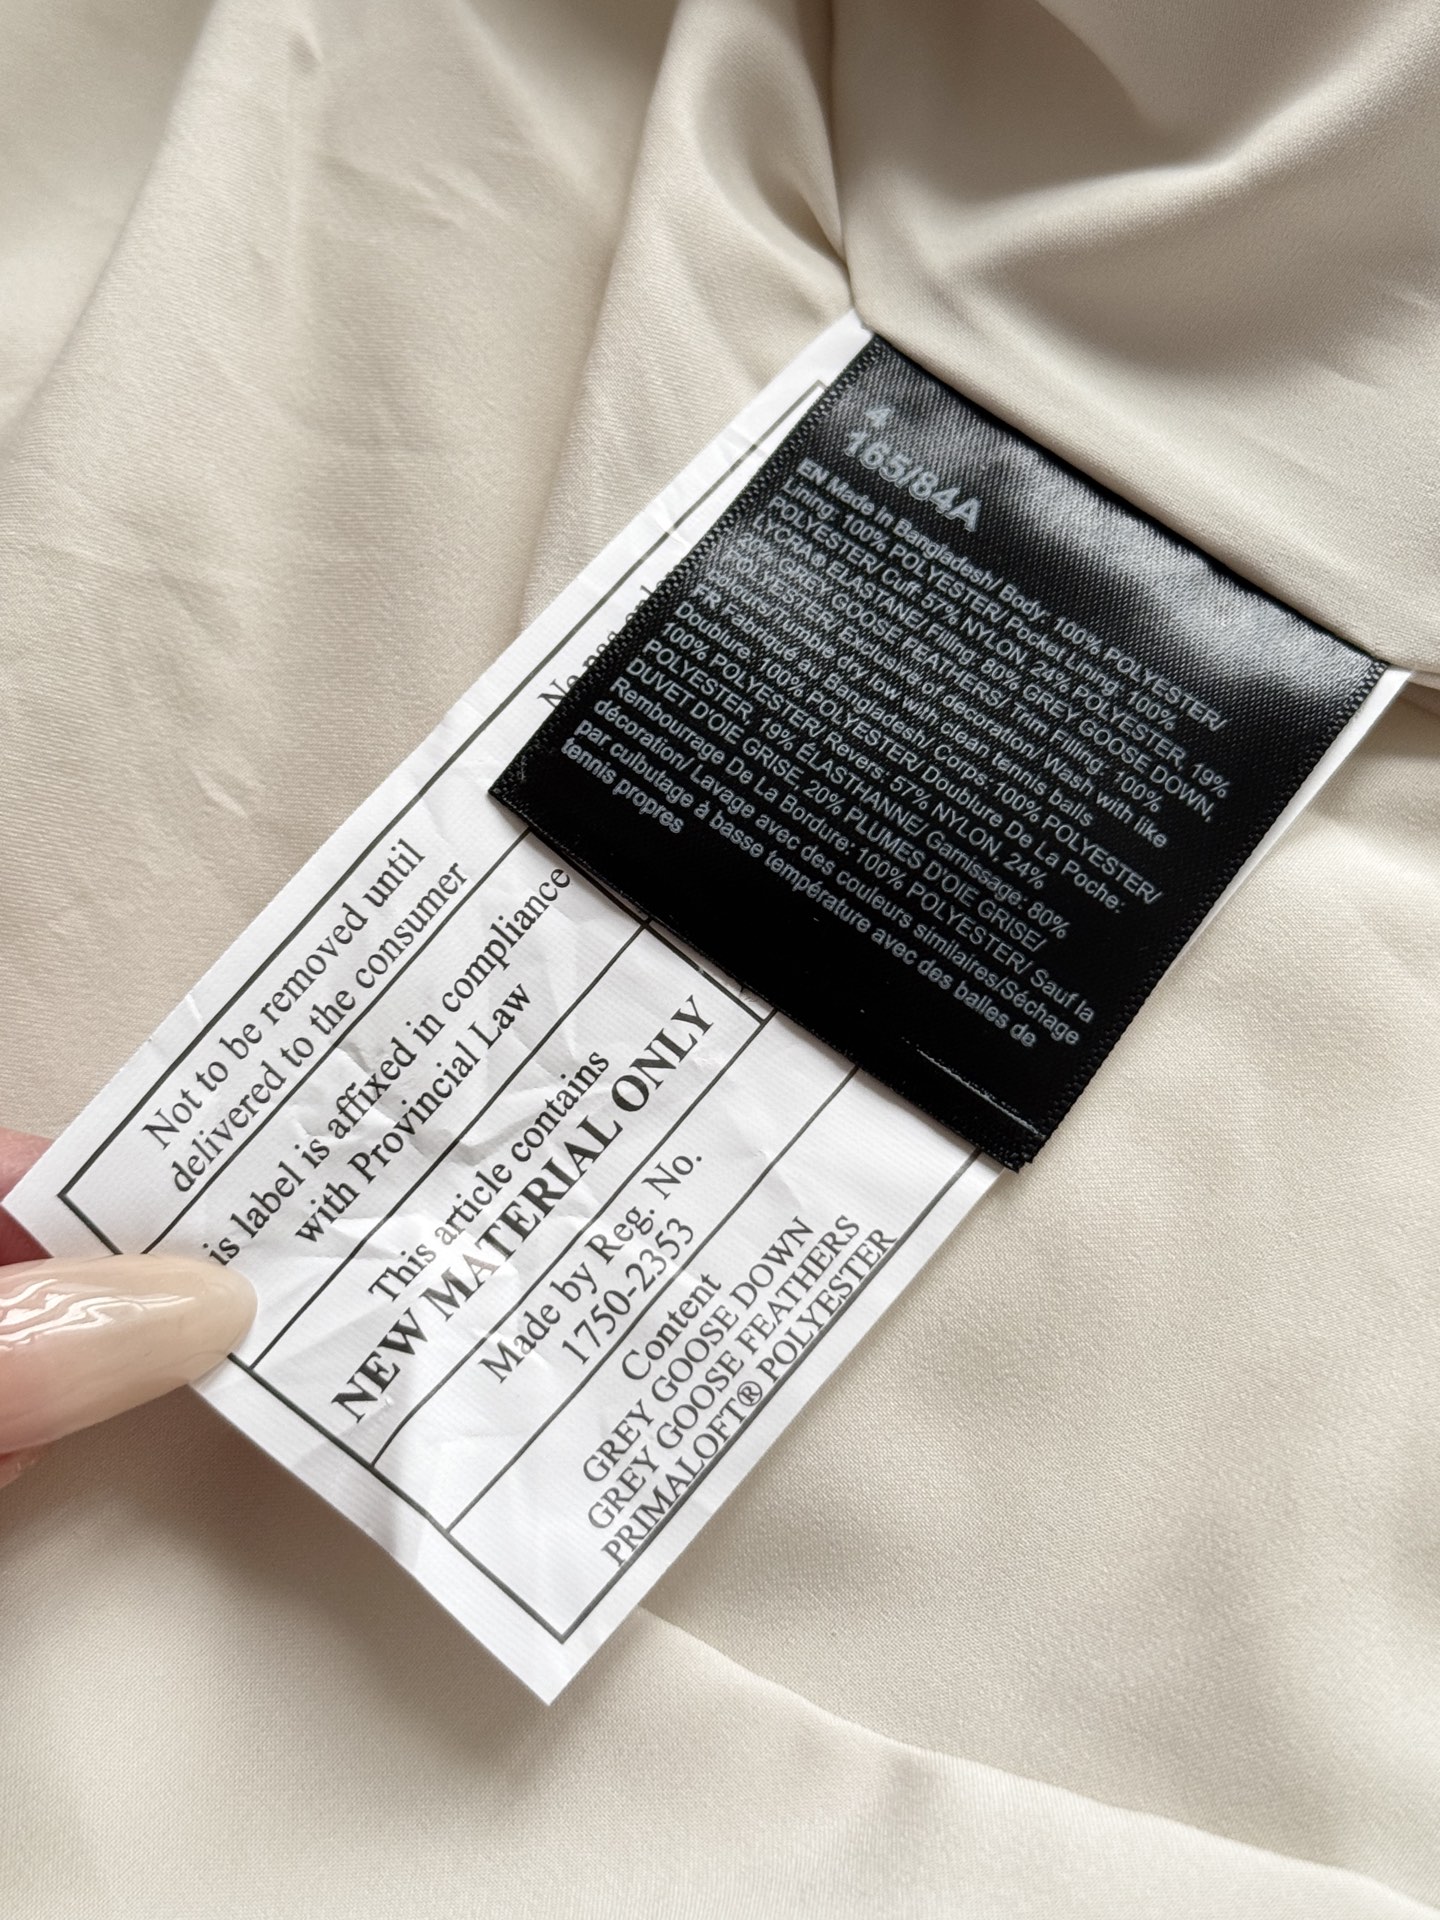 4
165/84A
EN Made in Bangladesh/ Body: 100% POLYESTER/
Lining: 100% POLYESTER/ Pocket Lining: 100%
POLYESTER/ Cuff: 57% NYLON, 24% POLYESTER, 19%
LYCRA® ELASTANE/ Filling: 80% GREY GOOSE DOWN,
20% GREY GOOSE FEATHERS/ Trim Filling: 100%
POLYESTER/ Exclusive of decoration/ Wash with like
colours/Tumble dry low with clean tennis balls
FR Fabriqué au Bangladesh/ Corps: 100% POLYESTER/
Doublure: 100% POLYESTER/Doublure De La Poche:
100% POLYESTER/ Revers: 57% NYLON, 24%
POLYESTER, 19% ÉLASTHANNE/ Garnissage: 80%
DUVET D'OIE GRISE, 20% PLUMES D'OIE GRISE/
Rembourrage De La Bordure: 100% POLYESTER/ Sauf la
décoration/ Lavage avec des couleurs similaires/Séchage
par culbutage à basse température avec des balles de
tennis propres
Not to be removed until
delivered to the consumer
is label is affixed in compliance
with Provincial Law
This article contains
NEW MATERIAL ONLY
Made by Reg. No.
1750-2353
Content
GREY GOOSE DOWN
GREY GOOSE FEATHERS
PRIMALOFT® POLYESTER